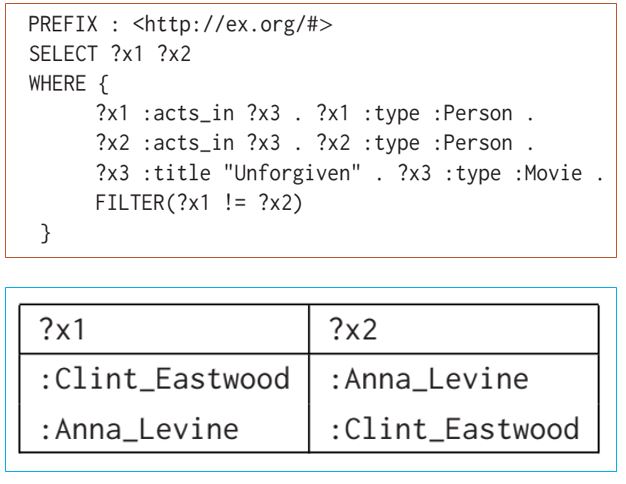 PREFIX : <http://ex.org/#>
SELECT ?x1 ?x2
WHERE {
?x1 :acts_in ?x3 . ?x1 :type :Person .
?x2 :acts_in ?x3 . ?x2 :type :Person .
?x3 :title "Unforgiven" . ?x3 :type :Movie .
FILTER(?x1 != ?x2)
}
?x1 ?x2
:Clint_Eastwood :Anna_Levine
:Anna_Levine :Clint_Eastwood